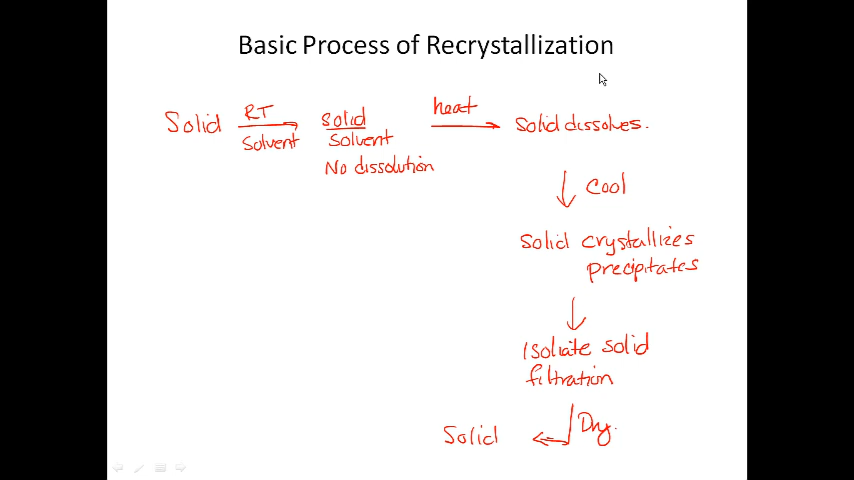 Basic Process of Recrystallization
Solid RT solid heat Solid dissolves.
Solvent Solvent
No dissolution
Cool
Solid crystallizes
precipitates
Isoliate solid
filtration
Dry.
Solid